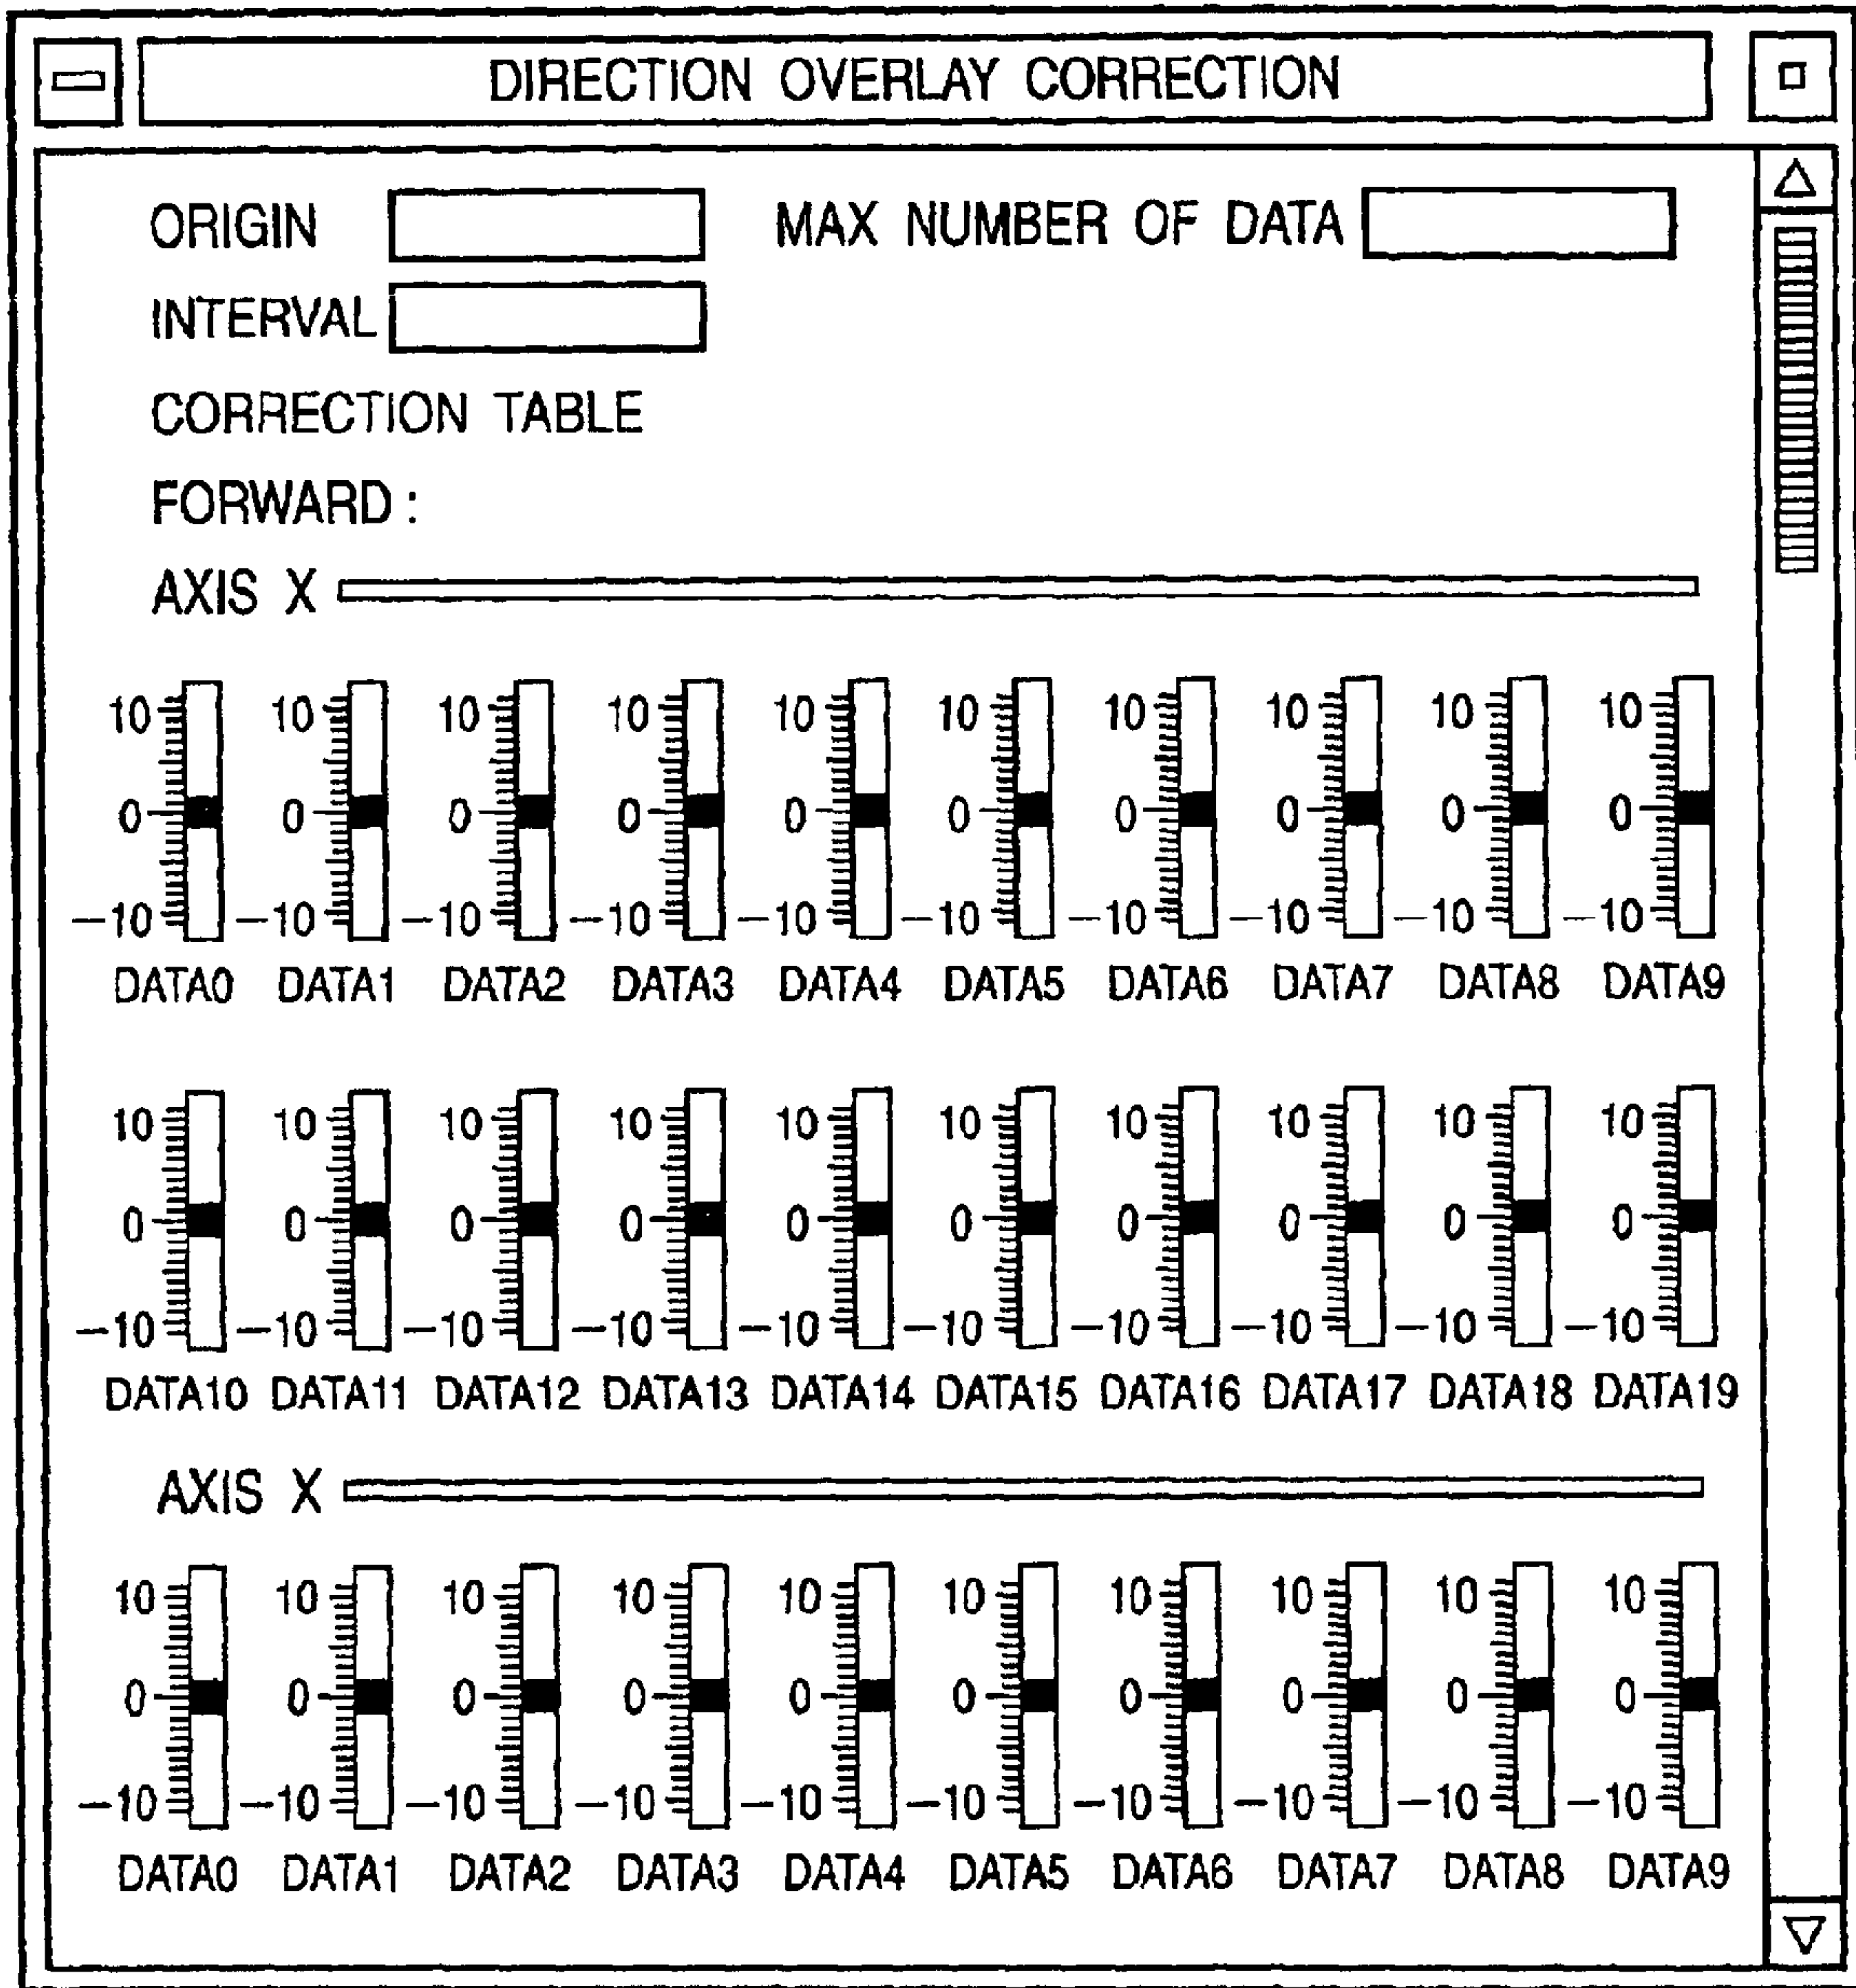 DIRECTION OVERLAY CORRECTION
ORIGIN MAX NUMBER OF DATA
INTERVAL
CORRECTION TABLE
FORWARD :
AXIS X
10 10 10 10 10 10 10 10 10 10
0 0 0 0 0 0 0 0 0 0
−10 −10 −10 −10 −10 −10 −10 −10 −10 −10
DATA0 DATA1 DATA2 DATA3 DATA4 DATA5 DATA6 DATA7 DATA8 DATA9
10 10 10 10 10 10 10 10 10 10
0 0 0 0 0 0 0 0 0 0
−10 −10 −10 −10 −10 −10 −10 −10 −10 −10
DATA10 DATA11 DATA12 DATA13 DATA14 DATA15 DATA16 DATA17 DATA18 DATA19
AXIS X
10 10 10 10 10 10 10 10 10 10
0 0 0 0 0 0 0 0 0 0
−10 −10 −10 −10 −10 −10 −10 −10 −10 −10
DATA0 DATA1 DATA2 DATA3 DATA4 DATA5 DATA6 DATA7 DATA8 DATA9